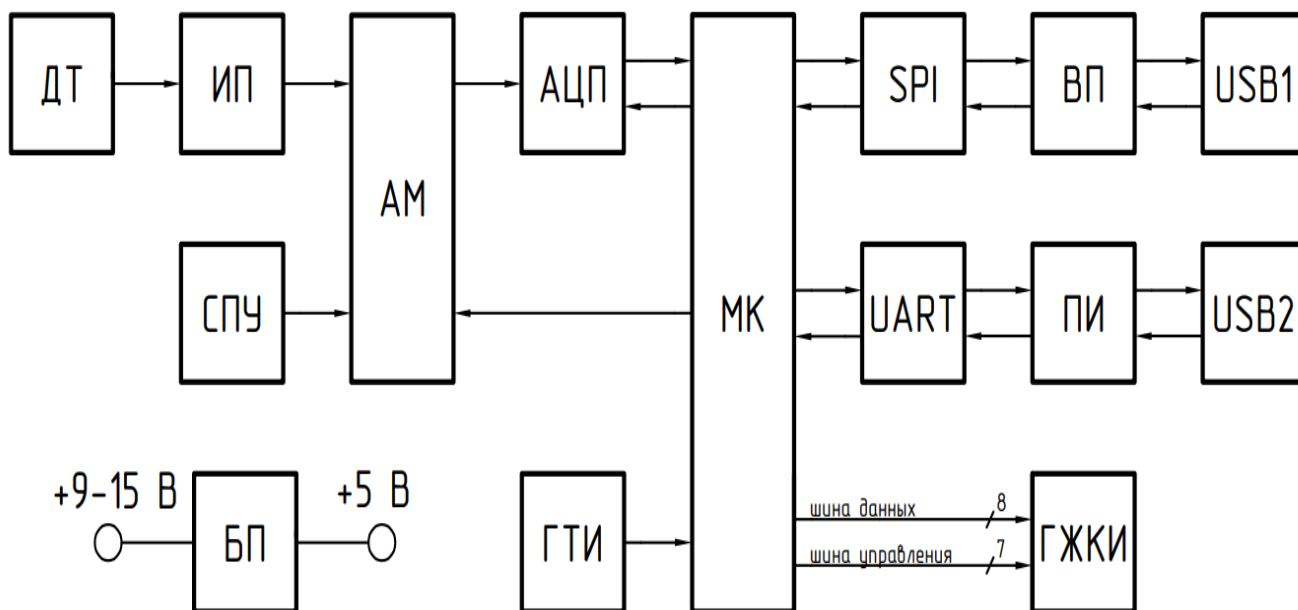 ДТ
ИП
АМ
АЦП
МК
SPI
ВП
USB1
СПУ
UART
ПИ
USB2
+9-15 В
БП
+5 В
ГТИ
шина данных
8
шина управления
7
ГЖКИ